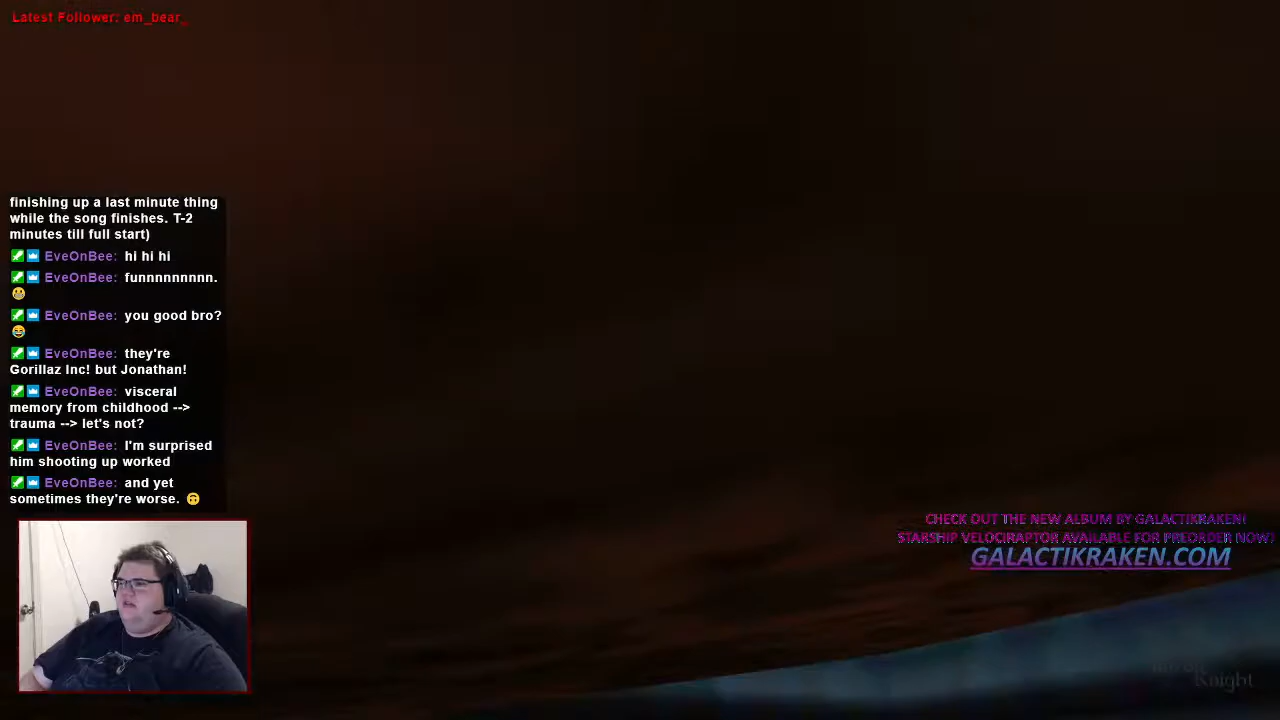 Latest Follower: em_bear_
finishing up a last minute thing
while the song finishes. T-2
minutes till full start)
EveOnBee: hi hi hi
EveOnBee: funnnnnnnnn.
😬
EveOnBee: you good bro?
😂
EveOnBee: they're
Gorillaz Inc! but Jonathan!
EveOnBee: visceral
memory from childhood -->
trauma --> let's not?
EveOnBee: I'm surprised
him shooting up worked
EveOnBee: and yet
sometimes they're worse. 🙃
CHECK OUT THE NEW ALBUM BY GALACTIKRAKEN!
STARSHIP VELOCIRAPTOR AVAILABLE FOR PREORDER NOW!
GALACTIKRAKEN.COM
Knight